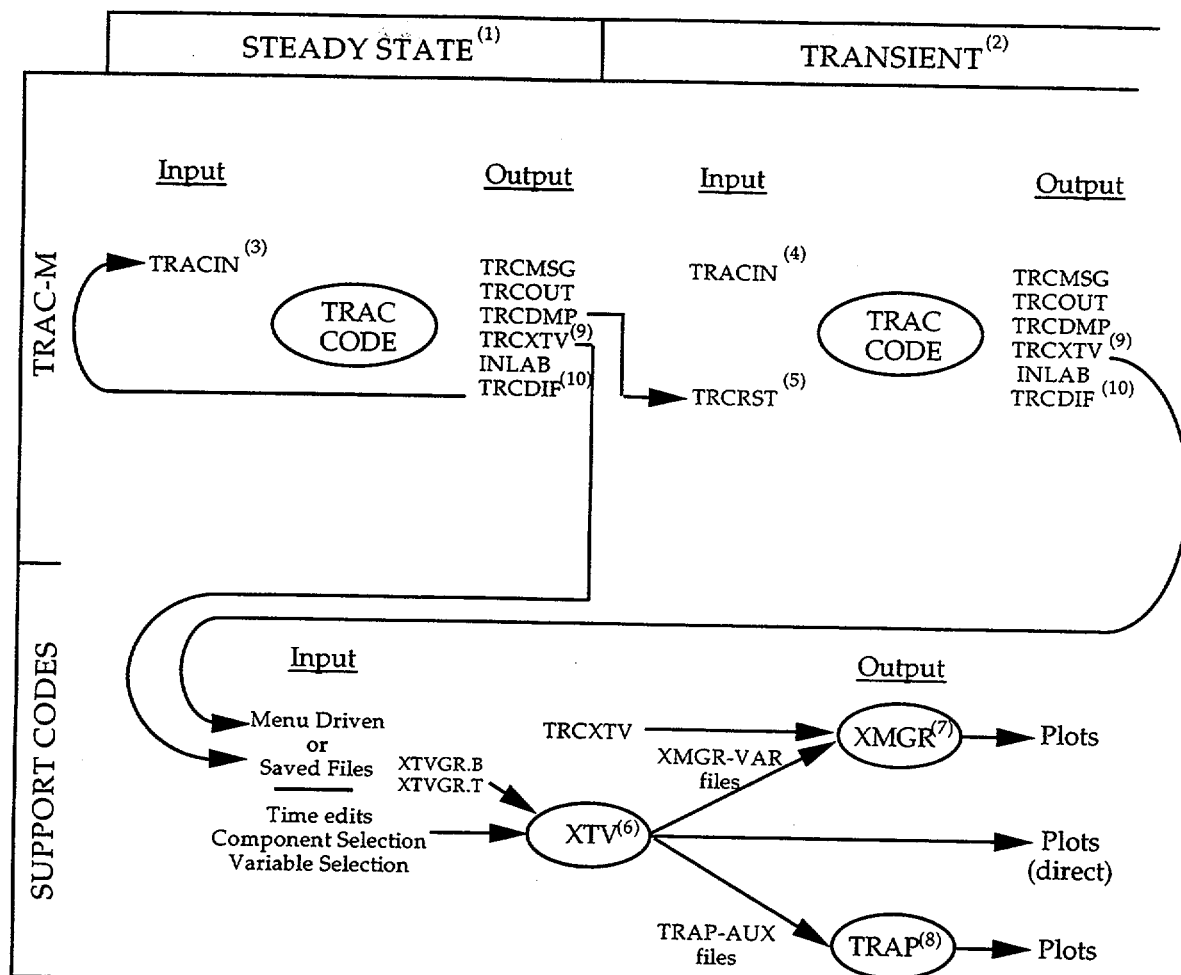 STEADY STATE(1)
TRANSIENT(2)
TRAC-M
Input
Output
Input
Output
TRACIN(3)
TRAC
CODE
TRCMSG
TRCOUT
TRCDMP
TRCXTV(9)
INLAB
TRCDIF(10)
TRACIN(4)
TRCRST(5)
TRAC
CODE
TRCMSG
TRCOUT
TRCDMP
TRCXTV(9)
INLAB
TRCDIF(10)
SUPPORT CODES
Input
Output
Menu Driven
or
Saved Files
Time edits
Component Selection
Variable Selection
XTVGR.B
XTVGR.T
XTV(6)
TRCXTV
XMGR-VAR
files
XMGR(7)
Plots
Plots
(direct)
TRAP-AUX
files
TRAP(8)
Plots